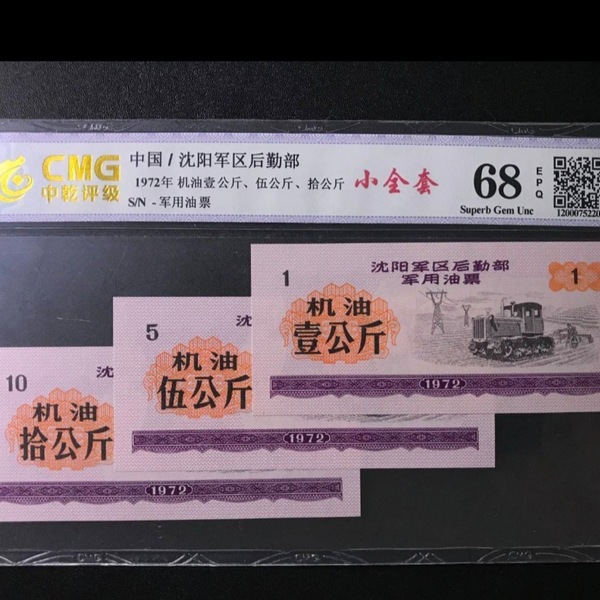 CMG
中乾评级
中国 / 沈阳军区后勤部
1972年 机油壹公斤、伍公斤、拾公斤
小全套
S/N - 军用油票
68
EPQ
Superb Gem Unc
1200075220
1
沈阳军区后勤部
军用油票
1
机油
壹公斤
1972
5
沈
机油
伍公斤
1972
10
沈
机油
拾公斤
1972
CMG